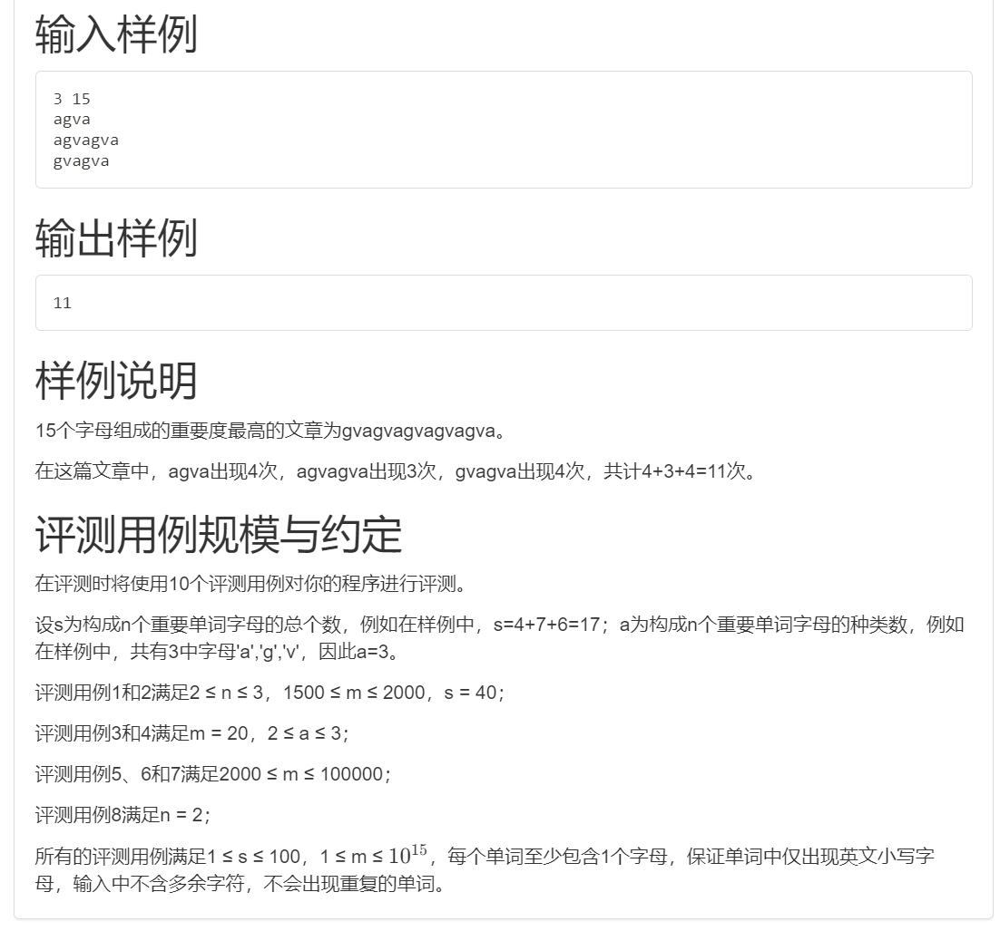 输入样例
3 15
agva
agvagva
gvagva
输出样例
11
样例说明
15个字母组成的重要度最高的文章为gvagvagvagvagva。
在这篇文章中，agva出现4次，agvagva出现3次，gvagva出现4次，共计4+3+4=11次。
评测用例规模与约定
在评测时将使用10个评测用例对你的程序进行评测。
设s为构成n个重要单词字母的总个数，例如在样例中，s=4+7+6=17；a为构成n个重要单词字母的种类数，例如
在样例中，共有3中字母'a','g','v'，因此a=3。
评测用例1和2满足2 ≤ n ≤ 3，1500 ≤ m ≤ 2000，s = 40；
评测用例3和4满足m = 20，2 ≤ a ≤ 3；
评测用例5、6和7满足2000 ≤ m ≤ 100000；
评测用例8满足n = 2；
所有的评测用例满足1 ≤ s ≤ 100，1 ≤ m ≤ 10^15，每个单词至少包含1个字母，保证单词中仅出现英文小写字
母，输入中不含多余字符，不会出现重复的单词。